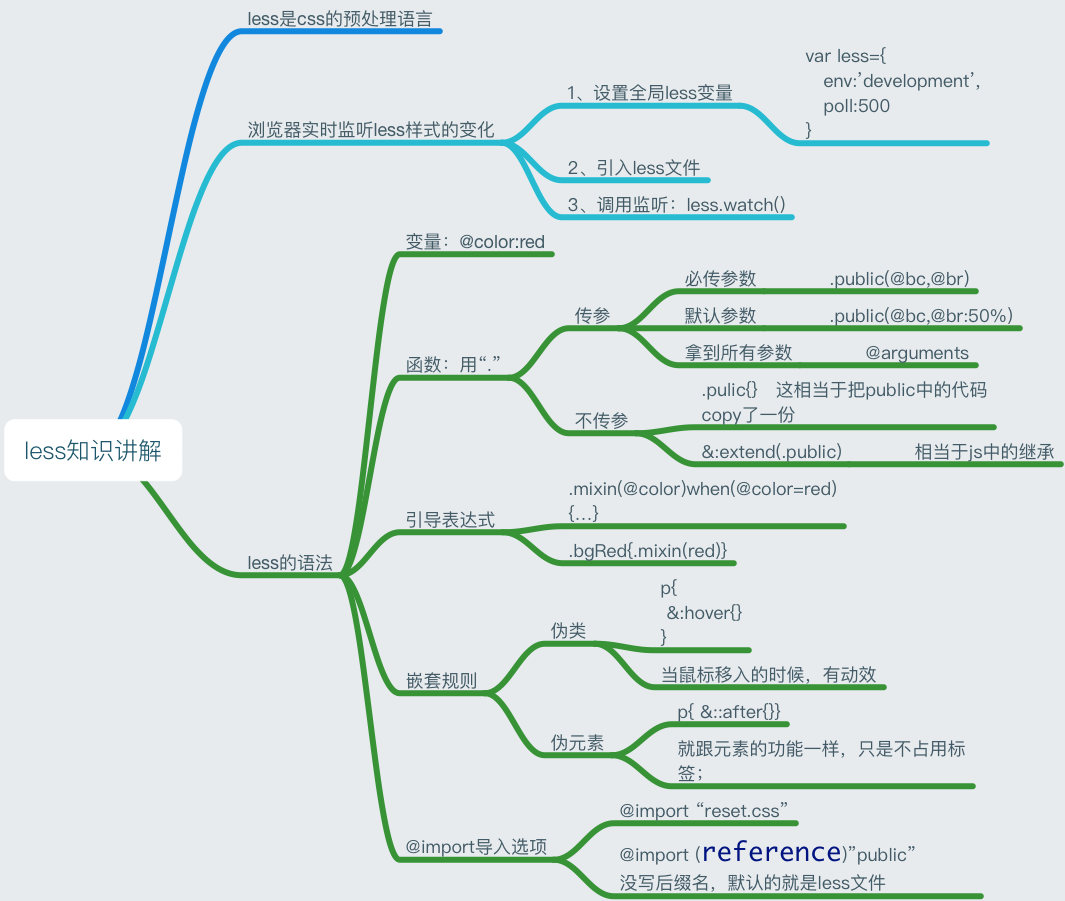 less是css的预处理语言
浏览器实时监听less样式的变化
1、设置全局less变量
var less={
env:’development’,
poll:500
}
2、引入less文件
3、调用监听：less.watch()
less知识讲解
less的语法
变量：@color:red
函数：用“.”
传参
必传参数 .public(@bc,@br)
默认参数 .public(@bc,@br:50%)
拿到所有参数 @arguments
不传参
.pulic{} 这相当于把public中的代码
copy了一份
&:extend(.public) 相当于js中的继承
引导表达式
.mixin(@color)when(@color=red)
{...}
.bgRed{.mixin(red)}
嵌套规则
伪类
p{
&:hover{}
}
当鼠标移入的时候，有动效
伪元素
p{ &::after{}}
就跟元素的功能一样，只是不占用标
签；
@import导入选项
@import “reset.css”
@import (reference)”public”
没写后缀名，默认的就是less文件